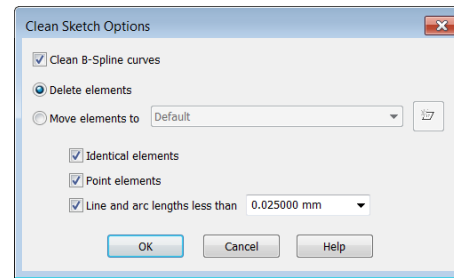 Clean Sketch Options
Clean B-Spline curves
Delete elements
Move elements to Default
Identical elements
Point elements
Line and arc lengths less than 0.025000 mm
OK Cancel Help